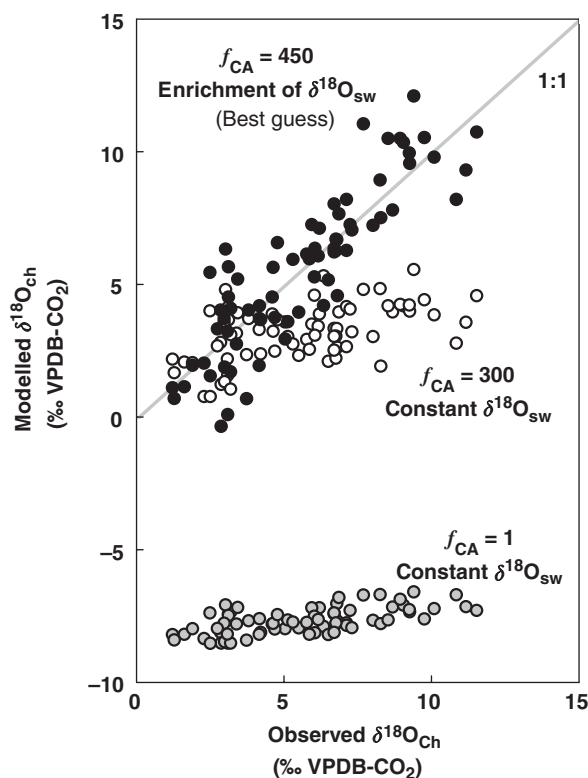 15
10
5
0
−5
−10
0
5
10
15
Modelled δ¹⁸O_ch
(‰ VPDB-CO₂)
f_CA = 450
Enrichment of δ¹⁸O_sw
(Best guess)
1:1
f_CA = 300
Constant δ¹⁸O_sw
f_CA = 1
Constant δ¹⁸O_sw
Observed δ¹⁸O_Ch
(‰ VPDB-CO₂)